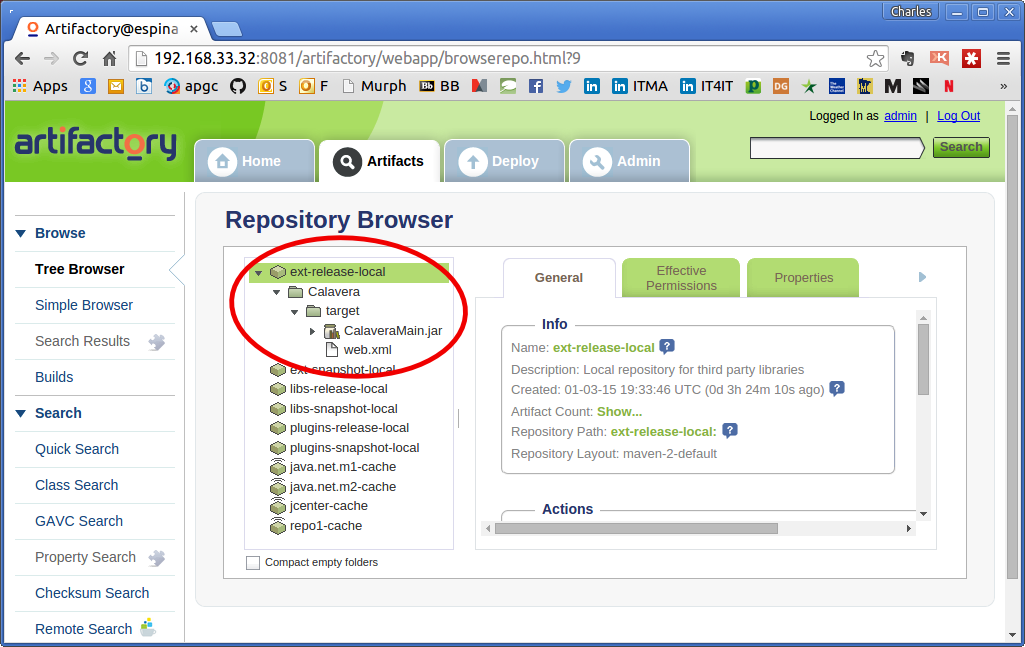 Charles
Artifactory@espina
192.168.33.32:8081/artifactory/webapp/browserepo.html?9
Apps
apgc
S
F
Murph
BB
ITMA
IT4IT
»
Logged In as admin | Log Out
artifactory
Home
Artifacts
Deploy
Admin
Search
Browse
Tree Browser
Simple Browser
Search Results
Builds
Search
Quick Search
Class Search
GAVC Search
Property Search
Checksum Search
Remote Search
Repository Browser
ext-release-local
Calavera
target
CalaveraMain.jar
web.xml
ext-snapshot-local
libs-release-local
libs-snapshot-local
plugins-release-local
plugins-snapshot-local
java.net.m1-cache
java.net.m2-cache
jcenter-cache
repo1-cache
Compact empty folders
General
Effective
Permissions
Properties
Info
Name: ext-release-local
Description: Local repository for third party libraries
Created: 01-03-15 19:33:46 UTC (0d 3h 24m 10s ago)
Artifact Count: Show...
Repository Path: ext-release-local:
Repository Layout: maven-2-default
Actions